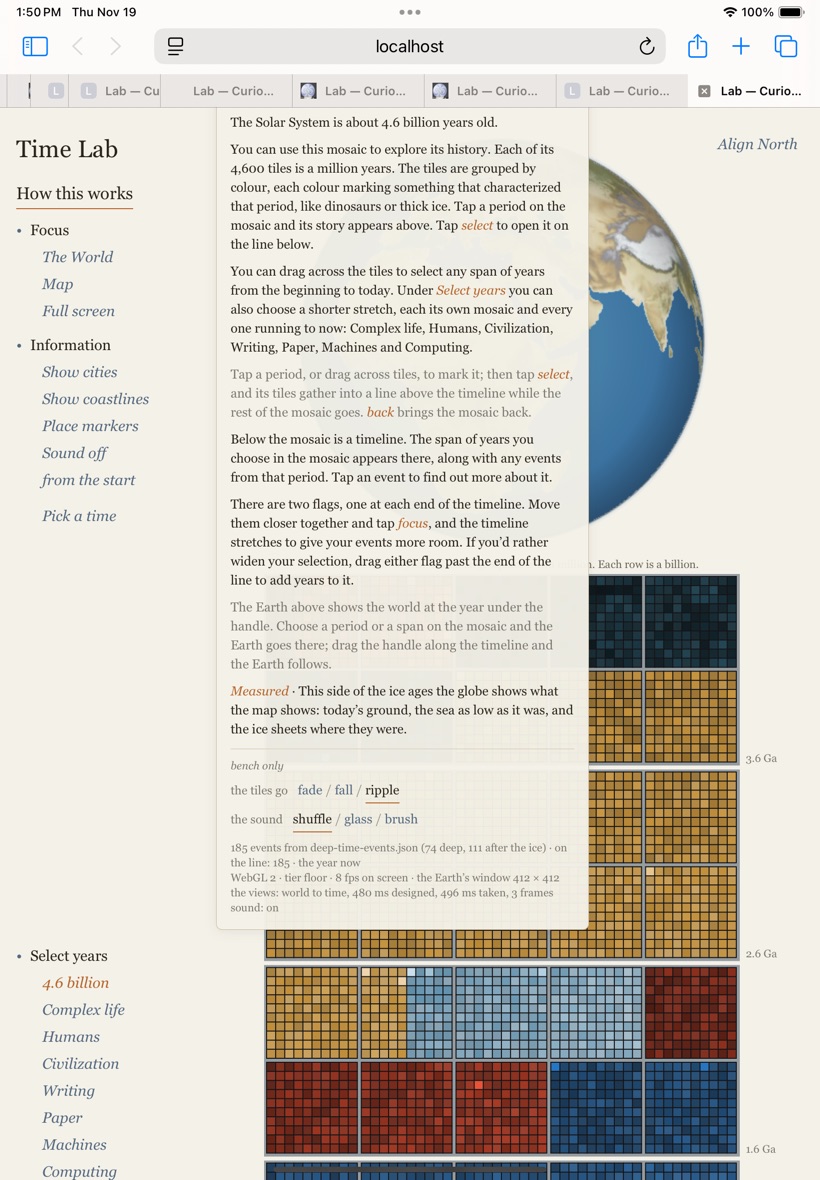 1:50 PM Thu Nov 19
100%
localhost
L
L Lab — Cu
Lab — Curio...
Lab — Curio...
Lab — Curio...
L Lab — Curio...
Lab — Curio...
Time Lab
How this works
• Focus
The World
Map
Full screen
• Information
Show cities
Show coastlines
Place markers
Sound off
from the start
Pick a time
Align North
The Solar System is about 4.6 billion years old.
You can use this mosaic to explore its history. Each of its
4,600 tiles is a million years. The tiles are grouped by
colour, each colour marking something that characterized
that period, like dinosaurs or thick ice. Tap a period on the
mosaic and its story appears above. Tap select to open it on
the line below.
You can drag across the tiles to select any span of years
from the beginning to today. Under Select years you can
also choose a shorter stretch, each its own mosaic and every
one running to now: Complex life, Humans, Civilization,
Writing, Paper, Machines and Computing.
Tap a period, or drag across tiles, to mark it; then tap select,
and its tiles gather into a line above the timeline while the
rest of the mosaic goes. back brings the mosaic back.
Below the mosaic is a timeline. The span of years you
choose in the mosaic appears there, along with any events
from that period. Tap an event to find out more about it.
There are two flags, one at each end of the timeline. Move
them closer together and tap focus, and the timeline
stretches to give your events more room. If you’d rather
widen your selection, drag either flag past the end of the
line to add years to it.
The Earth above shows the world at the year under the
handle. Choose a period or a span on the mosaic and the
Earth goes there; drag the handle along the timeline and
the Earth follows.
Measured · This side of the ice ages the globe shows what
the map shows: today’s ground, the sea as low as it was, and
the ice sheets where they were.
bench only
the tiles go fade / fall / ripple
the sound shuffle / glass / brush
185 events from deep-time-events.json (74 deep, 111 after the ice) · on
the line: 185 · the year now
WebGL 2 · tier floor · 8 fps on screen · the Earth’s window 412 × 412
the views: world to time, 480 ms designed, 496 ms taken, 3 frames
sound: on
Each row is a billion.
3.6 Ga
2.6 Ga
1.6 Ga
• Select years
4.6 billion
Complex life
Humans
Civilization
Writing
Paper
Machines
Computing